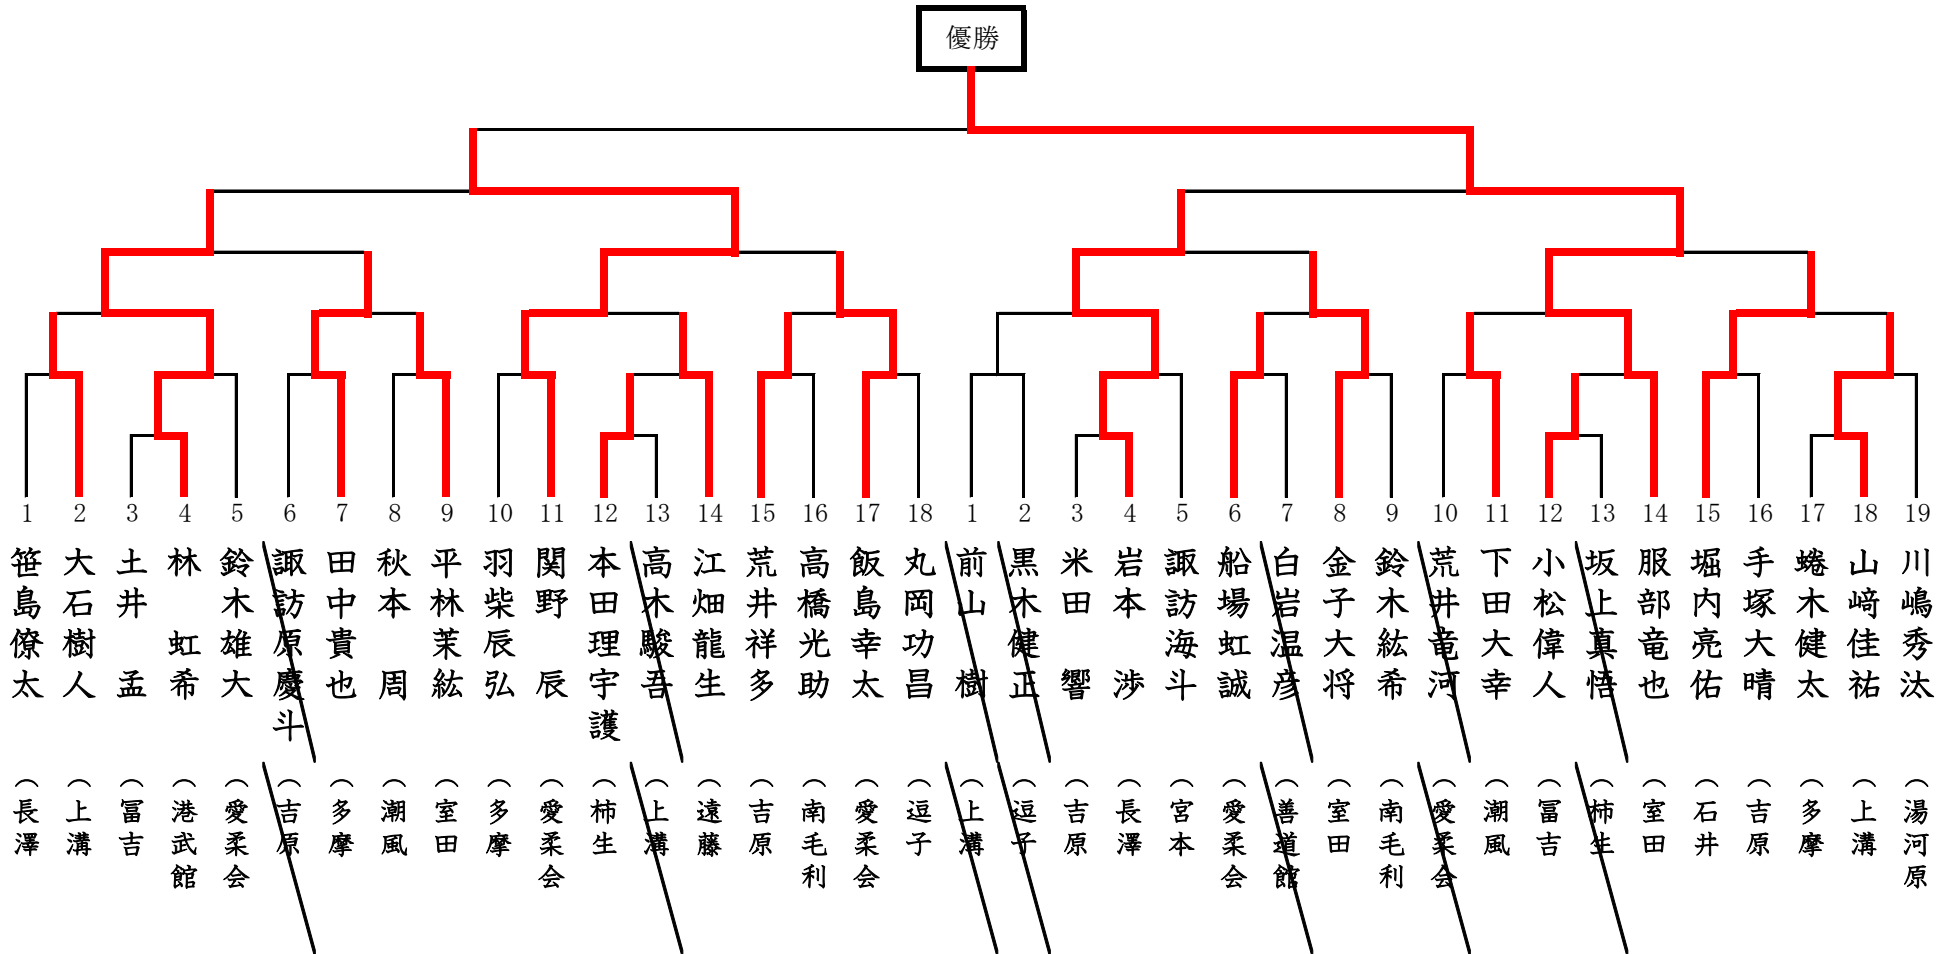 優勝
1 2 3 4 5 6 7 8 9 10 11 12 13 14 15 16 17 18 1 2 3 4 5 6 7 8 9 10 11 12 13 14 15 16 17 18 19
笹島僚太
大石樹人
土井 孟
林 虹希
鈴木雄大
諏訪原慶斗
田中貴也
秋本 周
平林茉紘
羽柴辰弘
関野 辰
本田理宇護
高木駿吾
江畑龍生
荒井祥多
高橋光助
飯島幸太
丸岡功昌
前山 樹
黒木健正
米田 響
岩本 渉
諏訪海斗
船場虹誠
白岩温彦
金子大将
鈴木紘希
荒井竜河
下田大幸
小松偉人
坂上真悟
服部竜也
堀内亮佑
手塚大晴
蜷木健太
山﨑佳祐
川嶋秀汰
（長澤
（上溝
（冨吉
（港武館
（愛柔会
（吉原
（多摩
（潮風
（室田
（多摩
（愛柔会
（柿生
（上溝
（遠藤
（吉原
（南毛利
（愛柔会
（逗子
（上溝
（逗子
（吉原
（長澤
（宮本
（愛柔会
（善道館
（室田
（南毛利
（愛柔会
（潮風
（冨吉
（柿生
（室田
（石井
（吉原
（多摩
（上溝
（湯河原